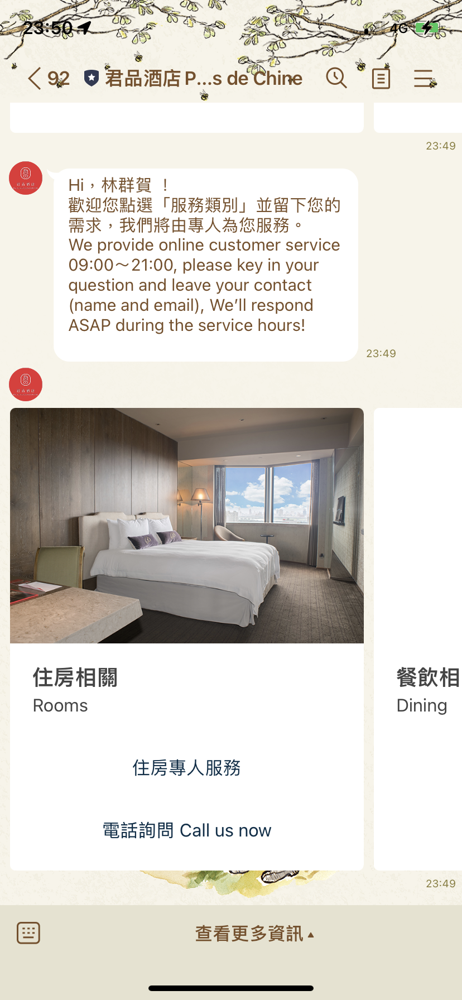 23:50
4G
92
君品酒店 P...s de Chine
23:49
Hi，林群賀 ！
歡迎您點選「服務類別」並留下您的
需求，我們將由專人為您服務。
We provide online customer service
09:00～21:00, please key in your
question and leave your contact
(name and email), We’ll respond
ASAP during the service hours!
23:49
君品酒店
住房相關
Rooms
住房專人服務
電話詢問 Call us now
餐飲相
Dining
23:49
查看更多資訊